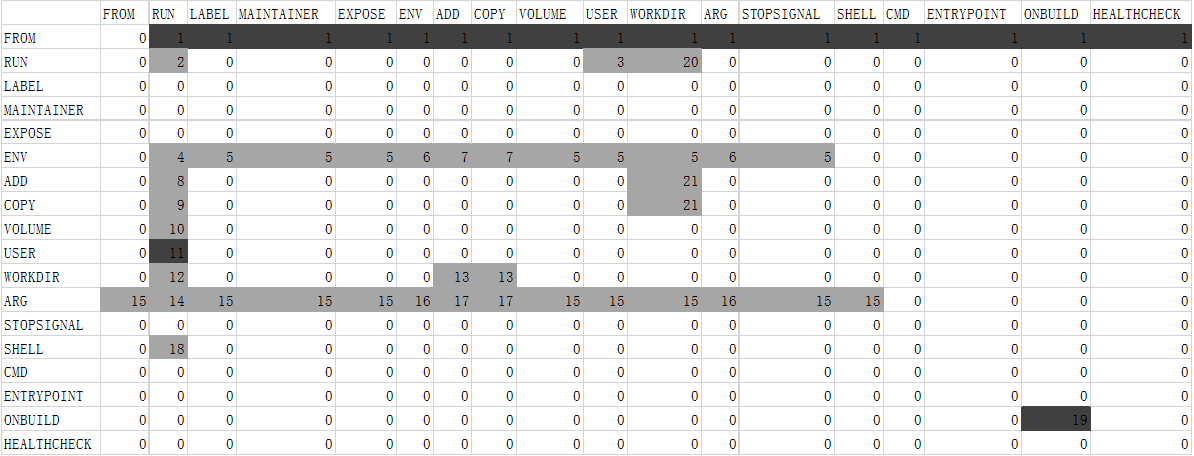 FROM RUN LABEL MAINTAINER EXPOSE ENV ADD COPY VOLUME USER WORKDIR ARG STOPSIGNAL SHELL CMD ENTRYPOINT ONBUILD HEALTHCHECK
FROM 0 1 1 1 1 1 1 1 1 1 1 1 1 1 1 1 1 1
RUN 0 2 0 0 0 0 0 0 0 3 20 0 0 0 0 0 0 0
LABEL 0 0 0 0 0 0 0 0 0 0 0 0 0 0 0 0 0 0
MAINTAINER 0 0 0 0 0 0 0 0 0 0 0 0 0 0 0 0 0 0
EXPOSE 0 0 0 0 0 0 0 0 0 0 0 0 0 0 0 0 0 0
ENV 0 4 5 5 5 6 7 7 5 5 5 6 5 0 0 0 0 0
ADD 0 8 0 0 0 0 0 0 0 0 21 0 0 0 0 0 0 0
COPY 0 9 0 0 0 0 0 0 0 0 21 0 0 0 0 0 0 0
VOLUME 0 10 0 0 0 0 0 0 0 0 0 0 0 0 0 0 0 0
USER 0 11 0 0 0 0 0 0 0 0 0 0 0 0 0 0 0 0
WORKDIR 0 12 0 0 0 0 13 13 0 0 0 0 0 0 0 0 0 0
ARG 15 14 15 15 15 16 17 17 15 15 15 16 15 15 0 0 0 0
STOPSIGNAL 0 0 0 0 0 0 0 0 0 0 0 0 0 0 0 0 0 0
SHELL 0 18 0 0 0 0 0 0 0 0 0 0 0 0 0 0 0 0
CMD 0 0 0 0 0 0 0 0 0 0 0 0 0 0 0 0 0 0
ENTRYPOINT 0 0 0 0 0 0 0 0 0 0 0 0 0 0 0 0 0 0
ONBUILD 0 0 0 0 0 0 0 0 0 0 0 0 0 0 0 0 19 0
HEALTHCHECK 0 0 0 0 0 0 0 0 0 0 0 0 0 0 0 0 0 0